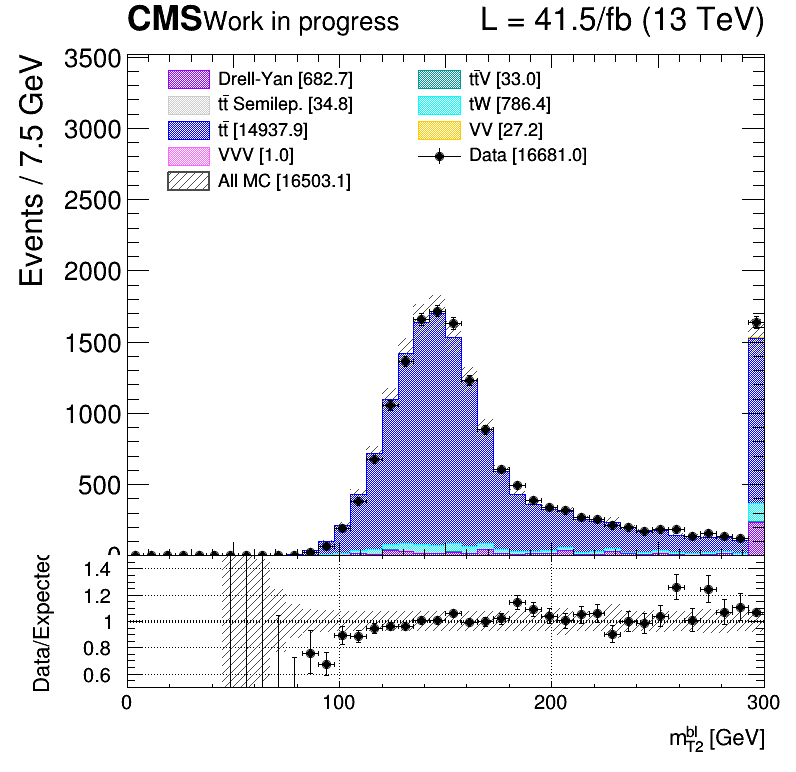 CMS Work in progress L = 41.5/fb (13 TeV)
Events / 7.5 GeV
3500
3000
2500
2000
1500
1000
500
0
Drell-Yan [682.7]
tt̄ Semilep. [34.8]
tt̄ [14937.9]
VVV [1.0]
All MC [16503.1]
tt̄V [33.0]
tW [786.4]
VV [27.2]
Data [16681.0]
Data/Expected
1.4
1.2
1
0.8
0.6
0 100 200 300
m_{T2}^{bl} [GeV]